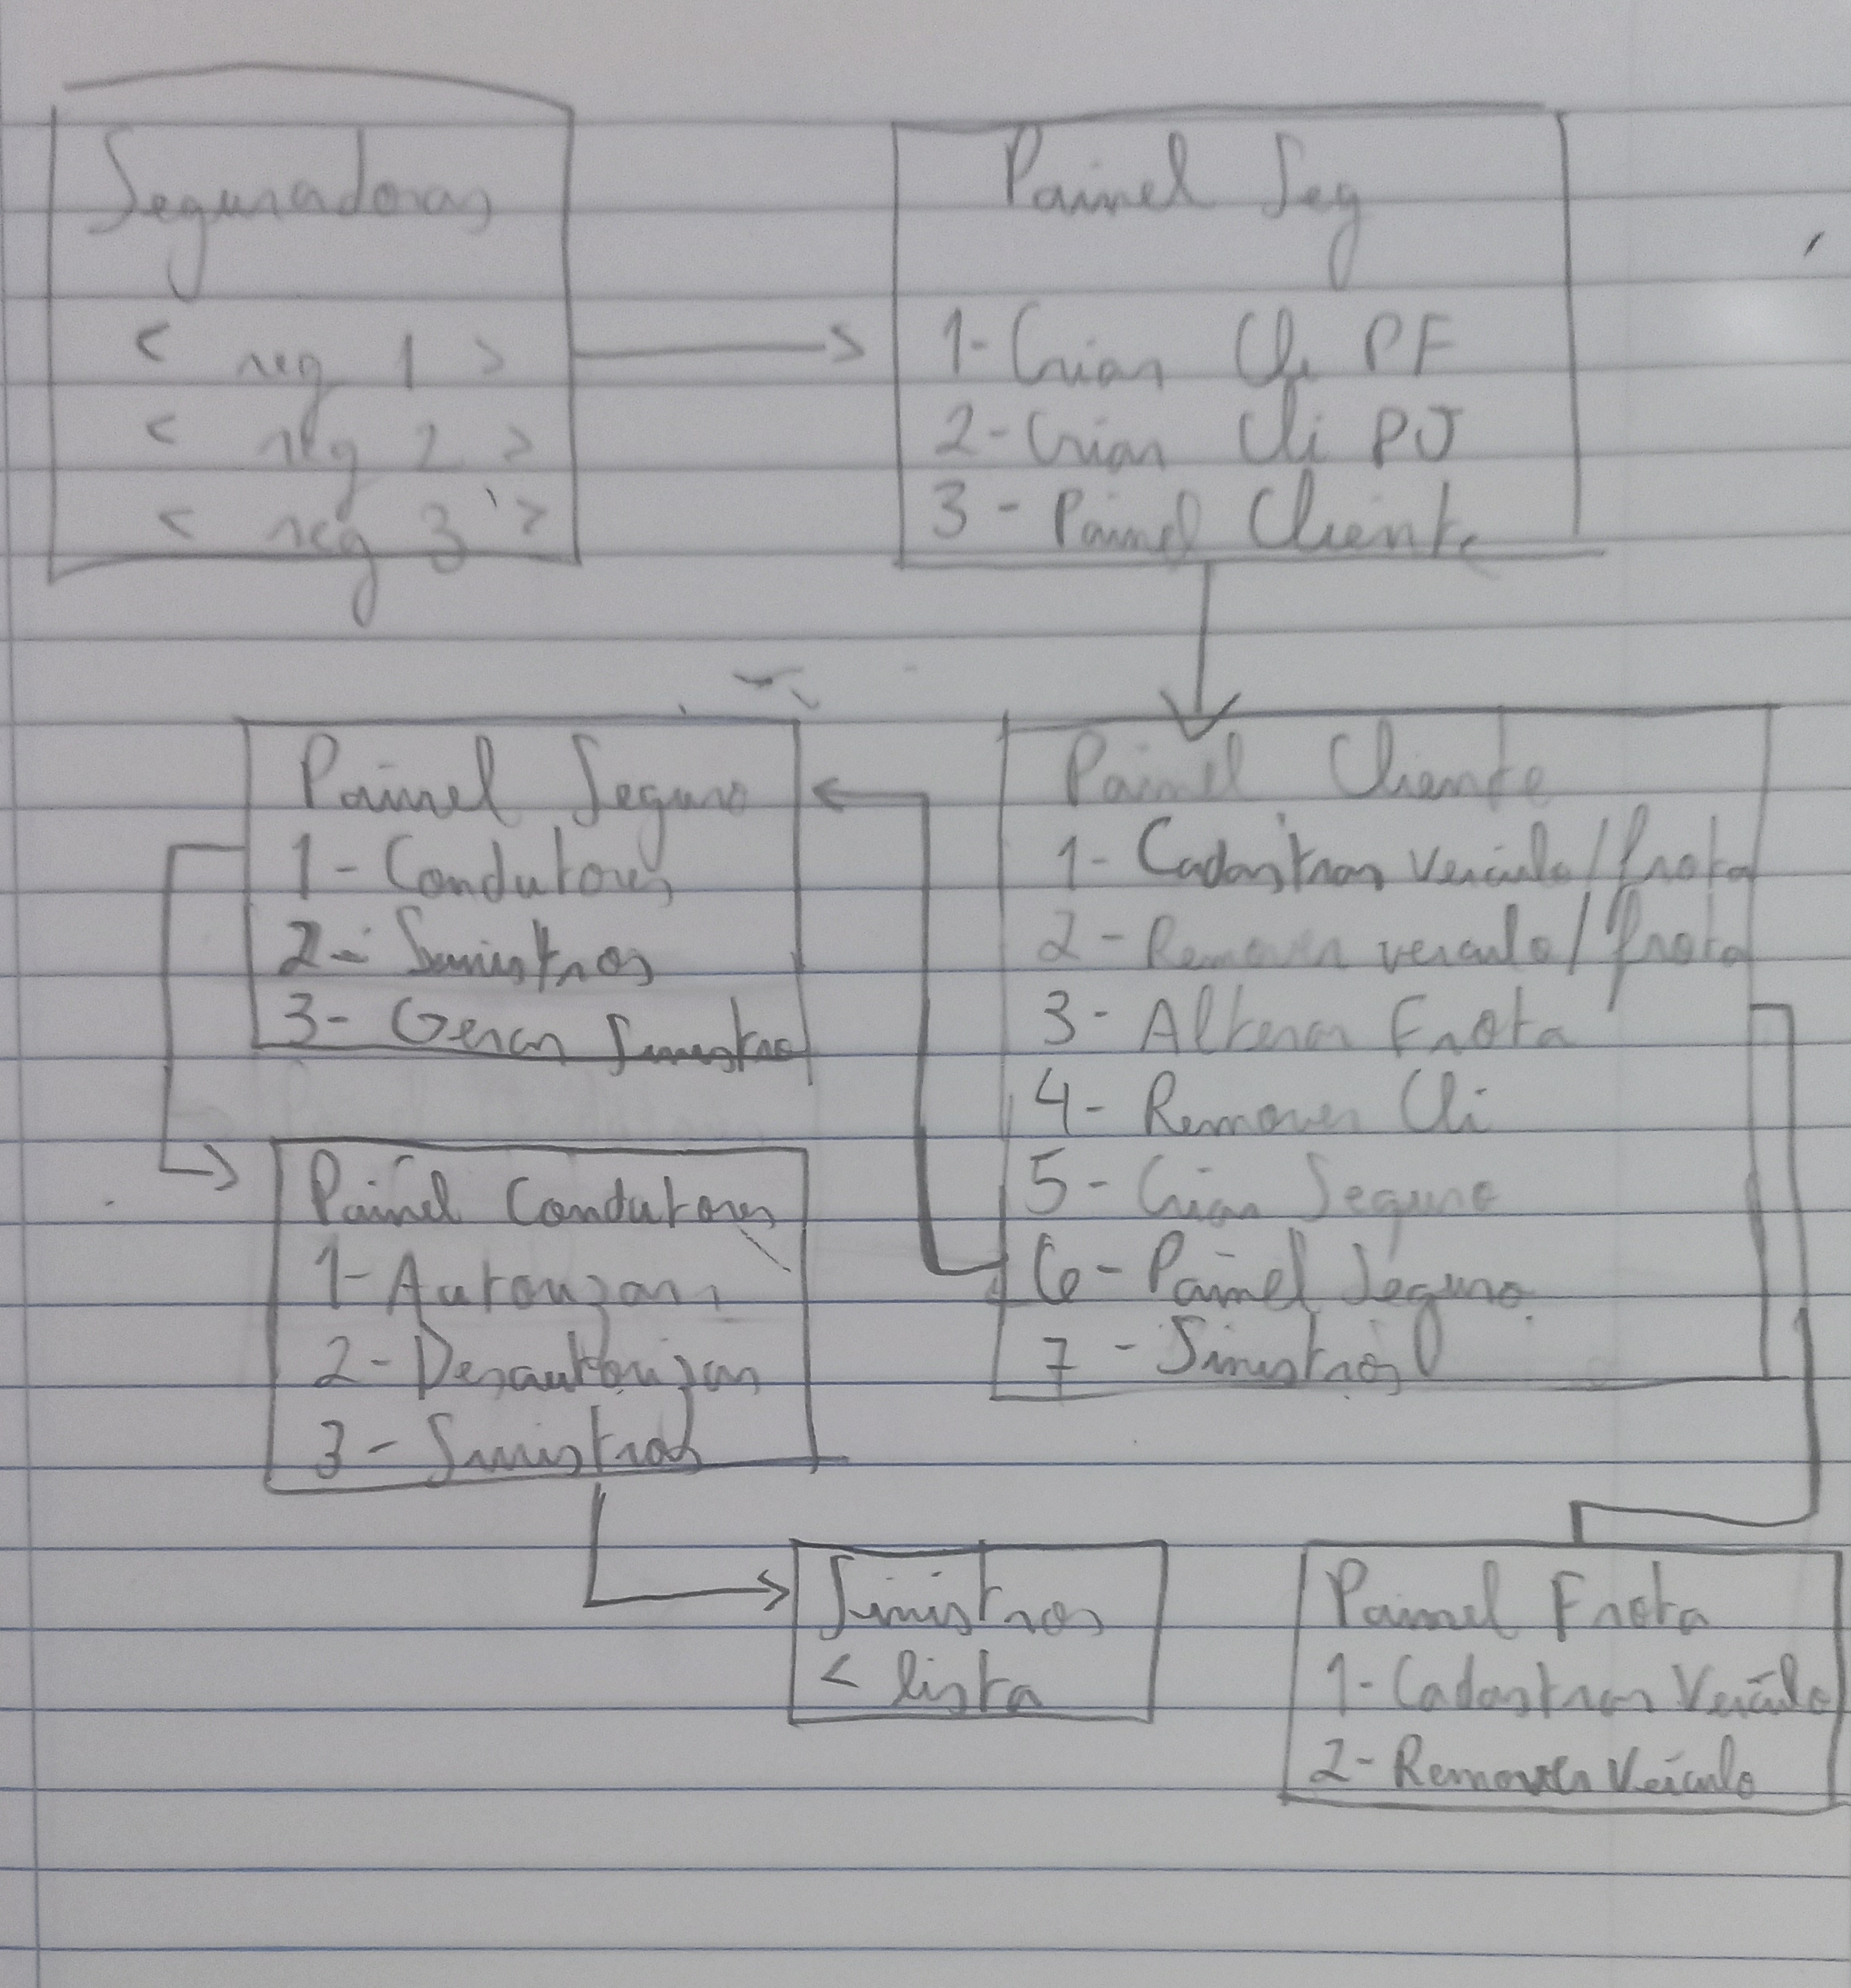 Seguradoras
< seg 1 >
< seg 2 >
< seg 3 >
Painel Seg
1- Criar Cli PF
2- Criar Cli PJ
3 - Painel Cliente
Painel Cliente
1- Cadastrar Veículo/frota
2- Remover veiculo/frota
3- Alterar Frota
4- Remover Cli
5- Criar Seguro
6- Painel Seguro
7 - Sinistros
Painel Seguro
1- Condutores
2- Sinistros
3- Gerar Sinistro
Painel Condutores
1- Autorizar
2- Desautorizar
3- Sinistros
Sinistros
< lista
Painel Frota
1- Cadastrar Veículo
2- Remover Veículo